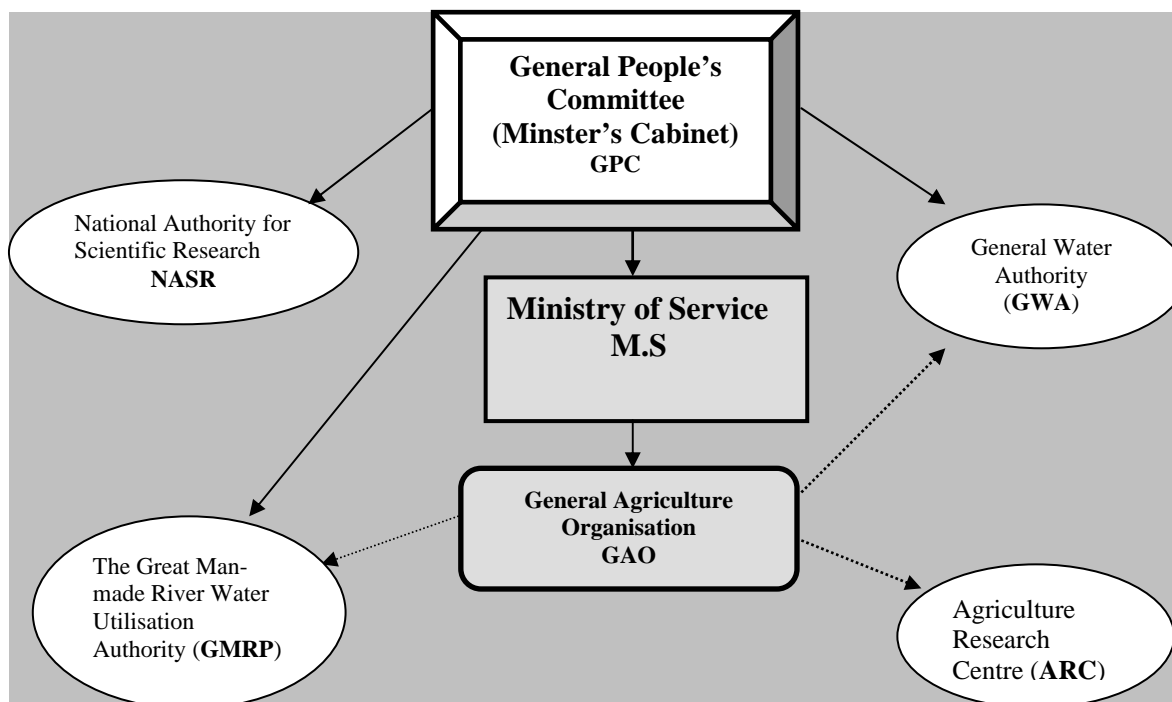 General People’s
Committee
(Minster’s Cabinet)
GPC
National Authority for
Scientific Research
NASR
General Water
Authority
(GWA)
Ministry of Service
M.S
General Agriculture
Organisation
GAO
The Great Man-
made River Water
Utilisation
Authority (GMRP)
Agriculture
Research
Centre (ARC)